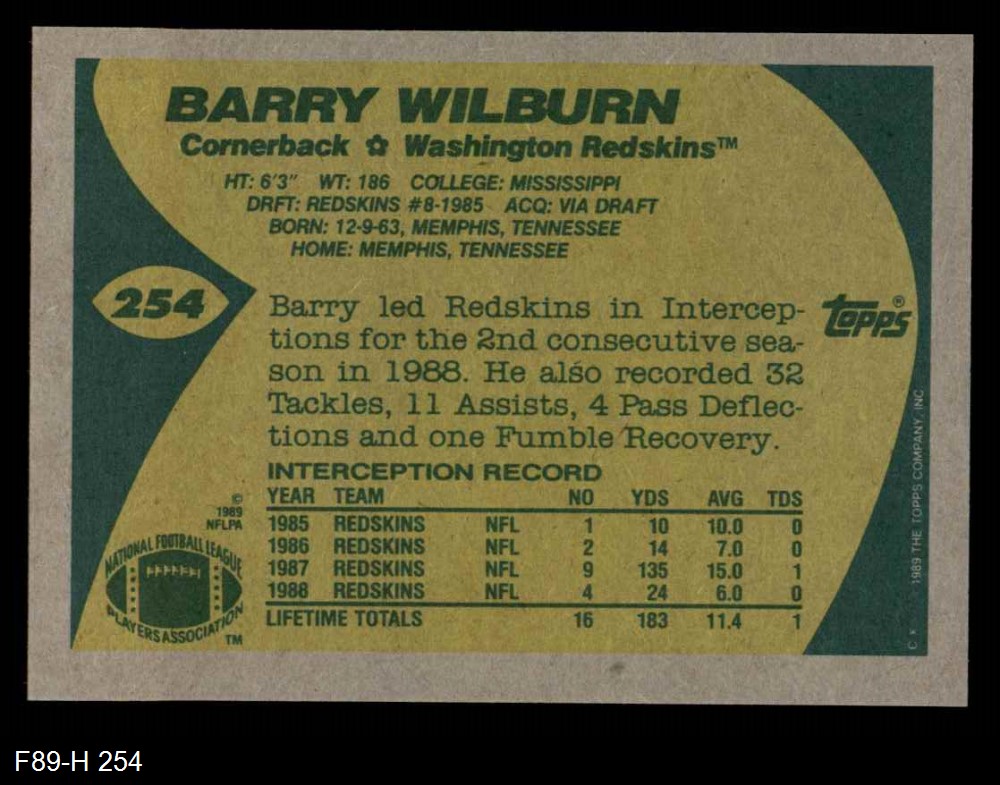 BARRY WILBURN
Cornerback ✿ Washington Redskins™
HT: 6'3" WT: 186 COLLEGE: MISSISSIPPI
DRFT: REDSKINS #8-1985 ACQ: VIA DRAFT
BORN: 12-9-63, MEMPHIS, TENNESSEE
HOME: MEMPHIS, TENNESSEE
254
Barry led Redskins in Intercep-
tions for the 2nd consecutive sea-
son in 1988. He also recorded 32
Tackles, 11 Assists, 4 Pass Deflec-
tions and one Fumble Recovery.
TOPPS®
INTERCEPTION RECORD
YEAR TEAM NO YDS AVG TDS
1985 REDSKINS NFL 1 10 10.0 0
1986 REDSKINS NFL 2 14 7.0 0
1987 REDSKINS NFL 9 135 15.0 1
1988 REDSKINS NFL 4 24 6.0 0
LIFETIME TOTALS 16 183 11.4 1
©
1989
NFLPA
NATIONAL FOOTBALL LEAGUE
PLAYERS ASSOCIATION
TM
C * 1989 THE TOPPS COMPANY, INC
F89-H 254